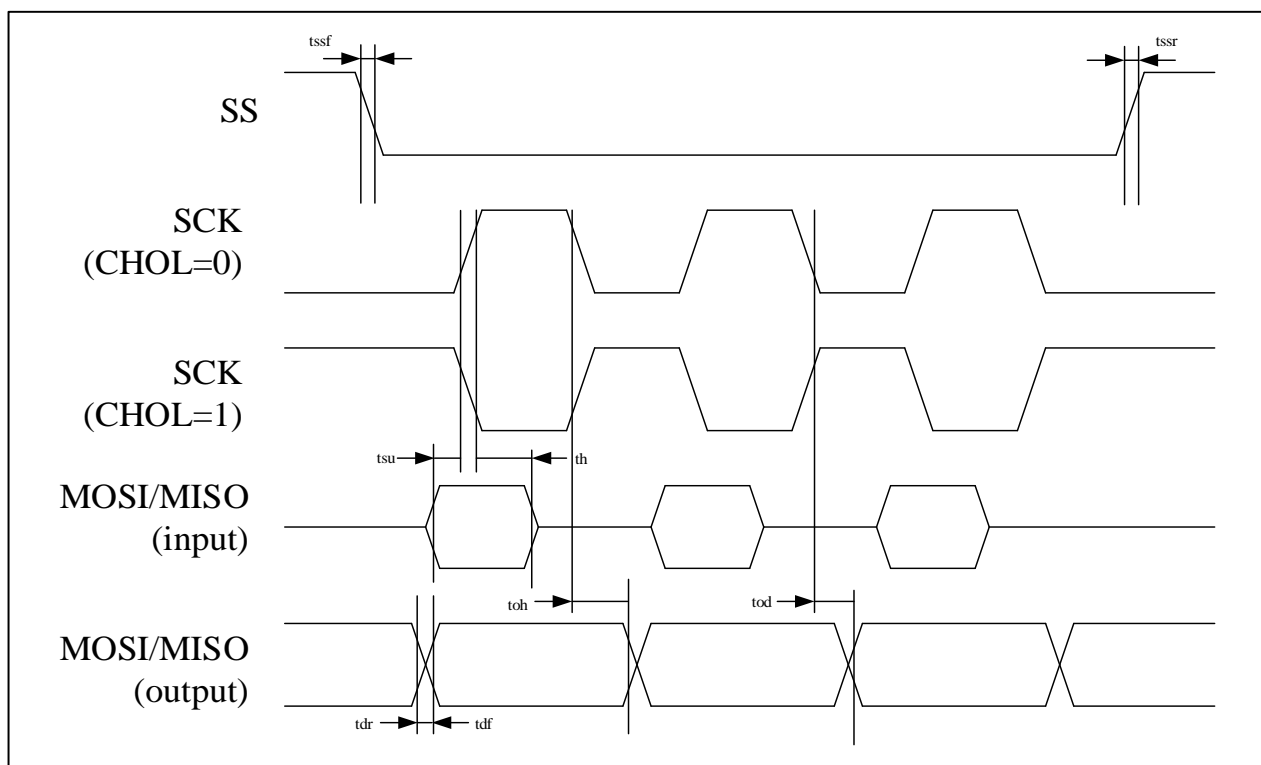 tssf
tssr
SS
SCK
(CHOL=0)
SCK
(CHOL=1)
tsu
th
MOSI/MISO
(input)
toh
tod
MOSI/MISO
(output)
tdr
tdf